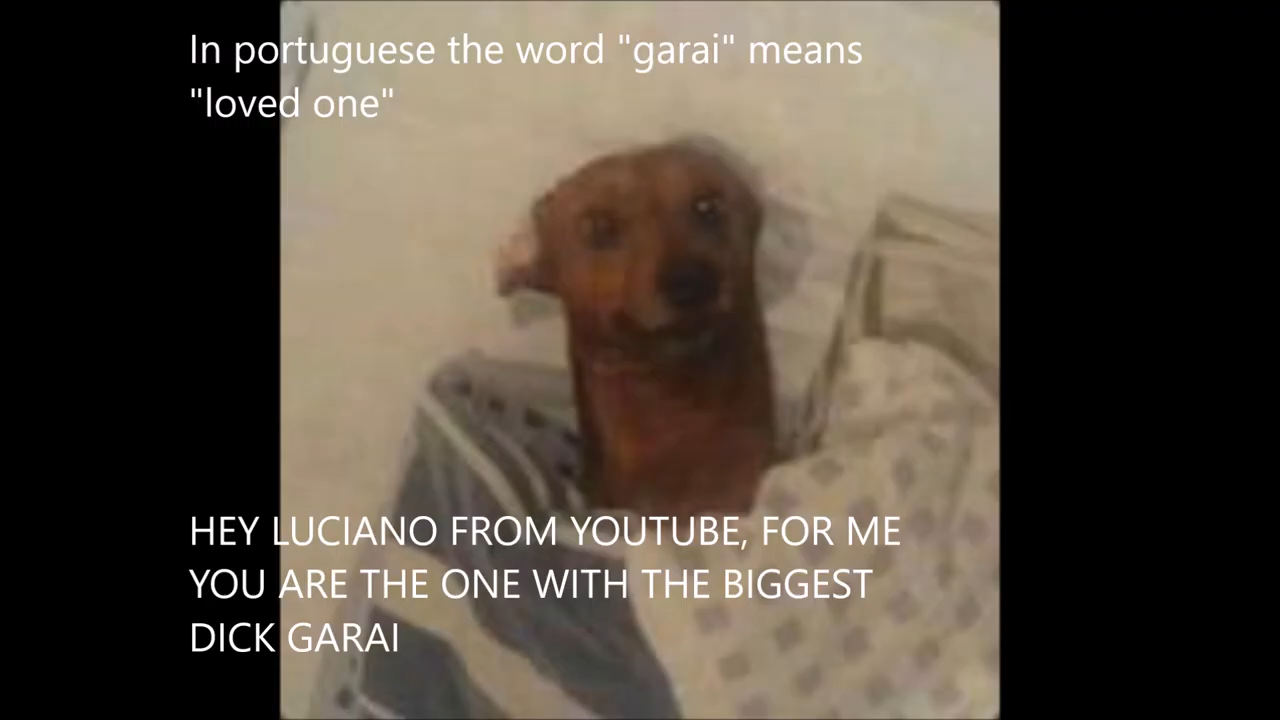 In portuguese the word "garai" means
"loved one"
HEY LUCIANO FROM YOUTUBE, FOR ME
YOU ARE THE ONE WITH THE BIGGEST
DICK GARAI